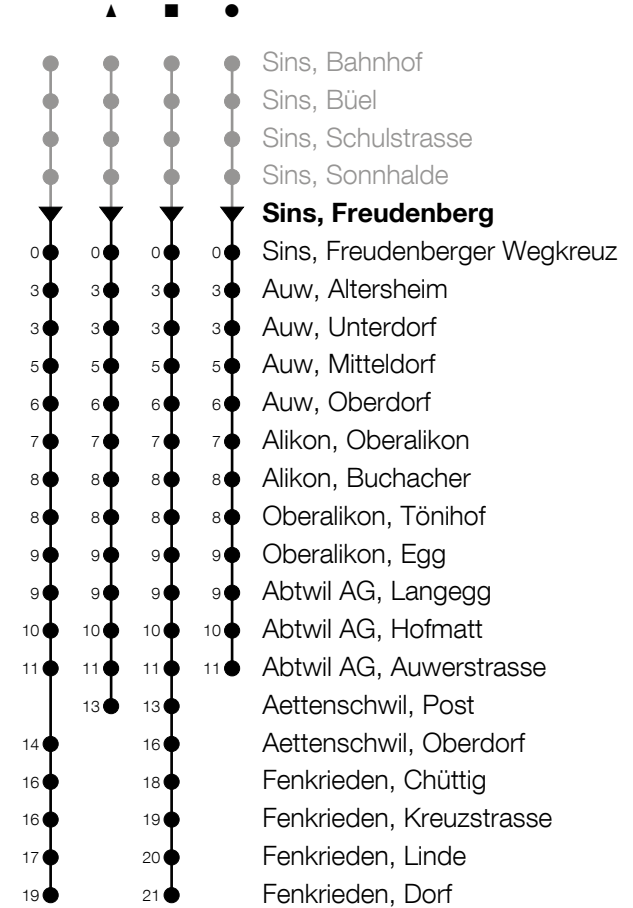 ▲ ■ ●
Sins, Bahnhof
Sins, Büel
Sins, Schulstrasse
Sins, Sonnhalde
Sins, Freudenberg
0 0 0 0 Sins, Freudenberger Wegkreuz
3 3 3 3 Auw, Altersheim
3 3 3 3 Auw, Unterdorf
5 5 5 5 Auw, Mitteldorf
6 6 6 6 Auw, Oberdorf
7 7 7 7 Alikon, Oberalikon
8 8 8 8 Alikon, Buchacher
8 8 8 8 Oberalikon, Tönihof
9 9 9 9 Oberalikon, Egg
9 9 9 9 Abtwil AG, Langegg
10 10 10 10 Abtwil AG, Hofmatt
11 11 11 11 Abtwil AG, Auwerstrasse
13 13 Aettenschwil, Post
14 16 Aettenschwil, Oberdorf
16 18 Fenkrieden, Chüttig
16 19 Fenkrieden, Kreuzstrasse
17 20 Fenkrieden, Linde
19 21 Fenkrieden, Dorf